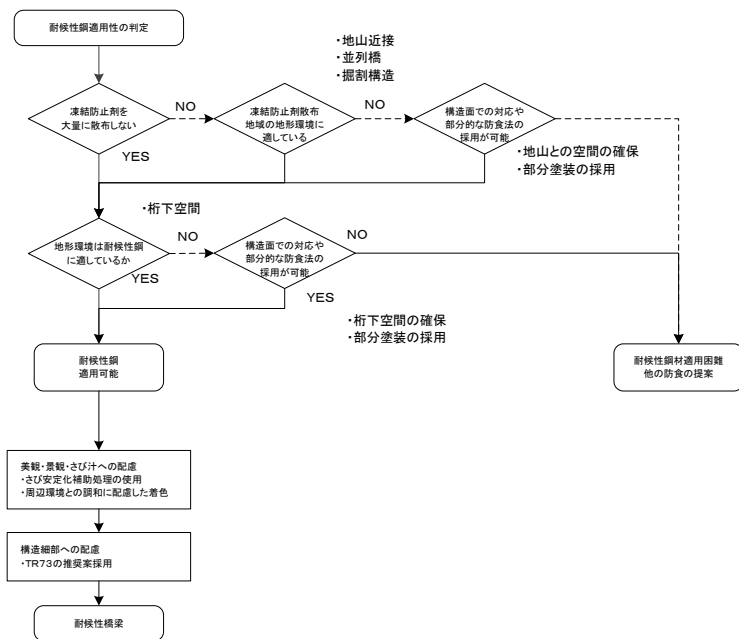 耐候性鋼適用性の判定
・地山近接
・並列橋
・掘割構造
凍結防止剤を
大量に散布しない
NO
凍結防止剤散布
地域の地形環境に
適している
NO
構造面での対応や
部分的な防食法の
採用が可能
YES
・地山との空間の確保
・部分塗装の採用
・桁下空間
地形環境は耐候性鋼
に適しているか
NO
構造面での対応や
部分的な防食法の
採用が可能
NO
YES
YES
・桁下空間の確保
・部分塗装の採用
耐候性鋼
適用可能
耐候性鋼材適用困難
他の防食の提案
美観・景観・さび汁への配慮
・さび安定化補助処理の使用
・周辺環境との調和に配慮した着色
構造細部への配慮
・TR73の推奨案採用
耐候性橋梁